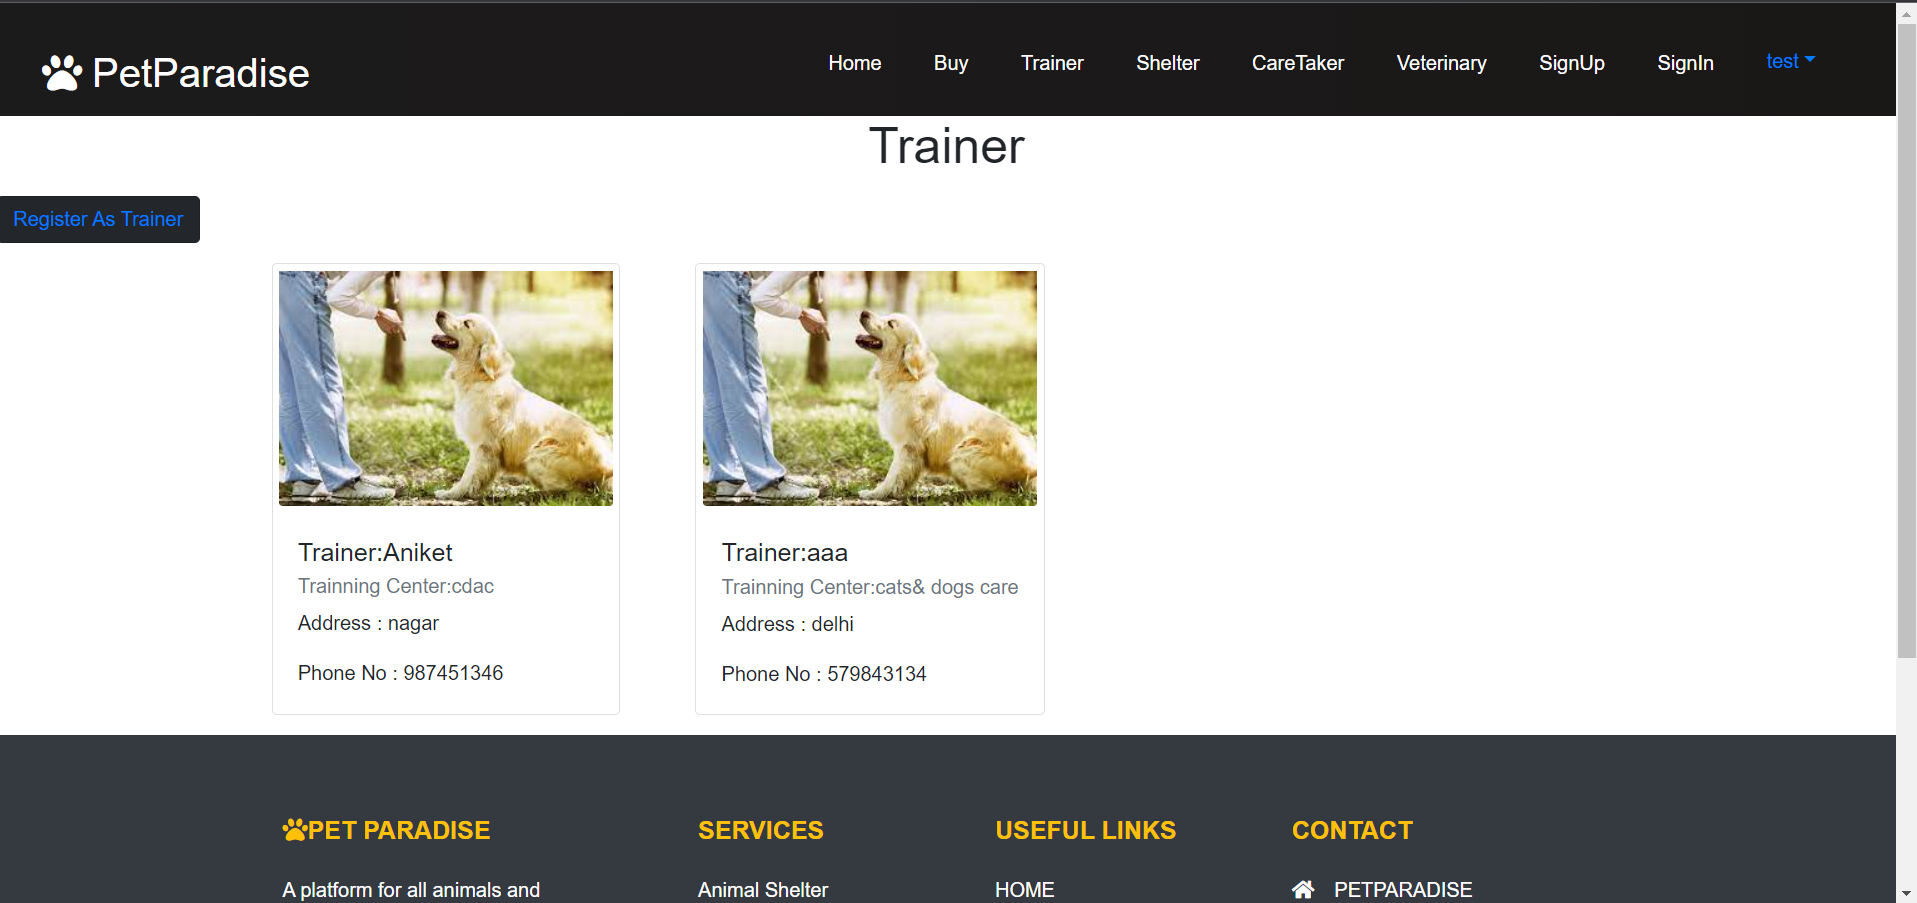 PetParadise
Home Buy Trainer Shelter CareTaker Veterinary SignUp SignIn test
Trainer
Register As Trainer
Trainer:Aniket
Trainning Center:cdac
Address : nagar
Phone No : 987451346
Trainer:aaa
Trainning Center:cats& dogs care
Address : delhi
Phone No : 579843134
PET PARADISE
A platform for all animals and
SERVICES
Animal Shelter
USEFUL LINKS
HOME
CONTACT
PETPARADISE